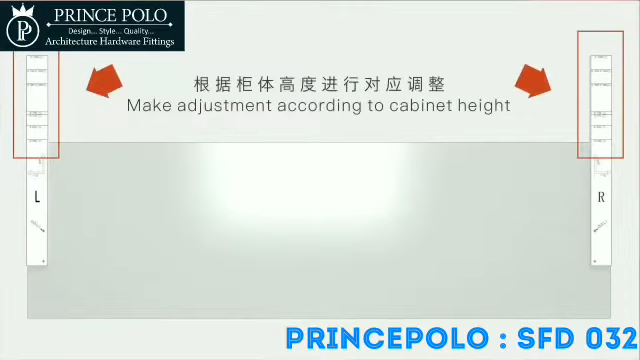 PRINCE POLO
Design... Style... Quality...
Architecture Hardware Fittings
P
根据柜体高度进行对应调整
Make adjustment according to cabinet height
L
R
PRINCEPOLO : SFD 032